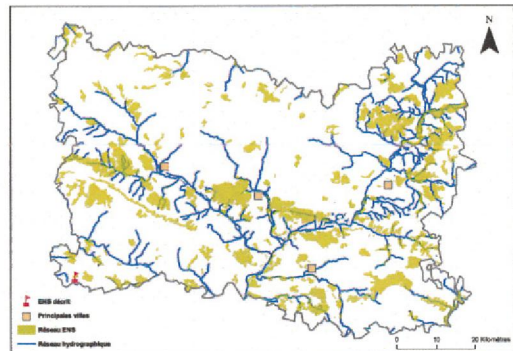 N
ENS décrit
Principales villes
Réseau ENS
Réseau hydrographique
0 10 20 Kilomètres